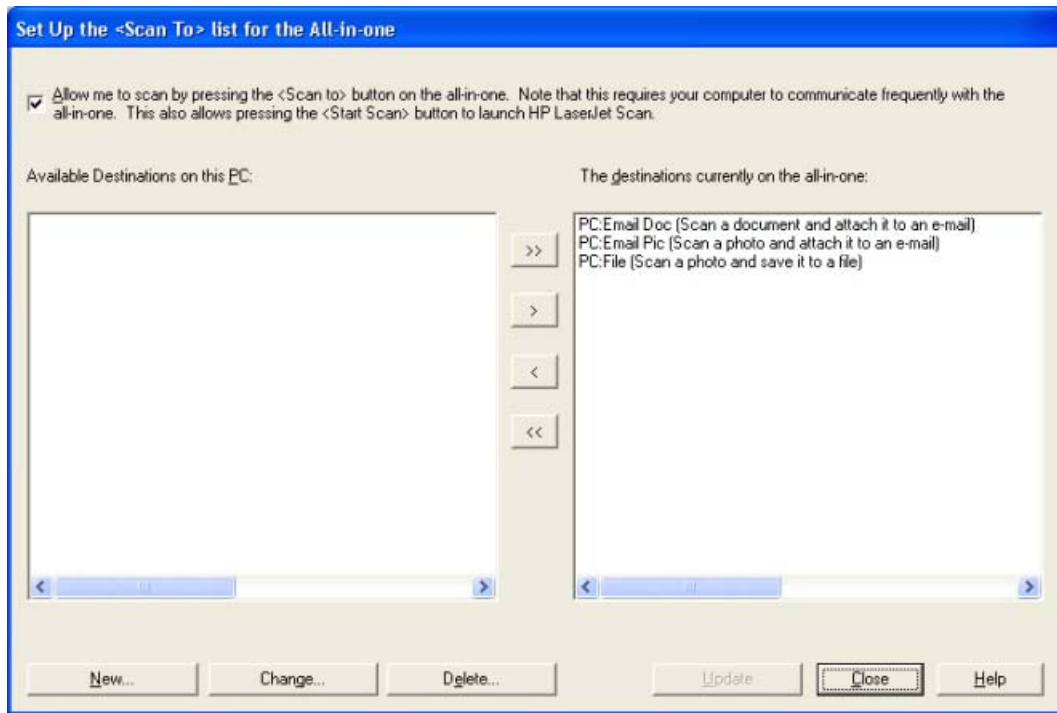 Set Up the <Scan To> list for the All-in-one
Allow me to scan by pressing the <Scan to> button on the all-in-one.  Note that this requires your computer to communicate frequently with the
all-in-one.  This also allows pressing the <Start Scan> button to launch HP LaserJet Scan.
Available Destinations on this PC:
The destinations currently on the all-in-one:
PC:Email Doc (Scan a document and attach it to an e-mail)
PC:Email Pic (Scan a photo and attach it to an e-mail)
PC:File (Scan a photo and save it to a file)
>>
>
<
<<
New... Change... Delete... Update Close Help